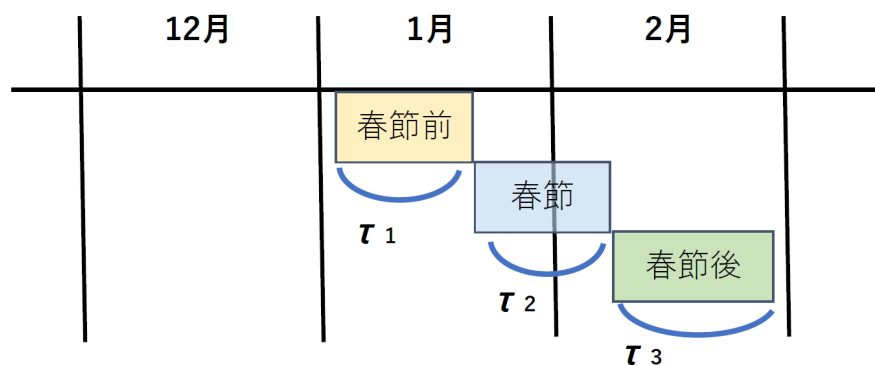 12月 1月 2月
春節前
τ 1
春節
τ 2
春節後
τ 3